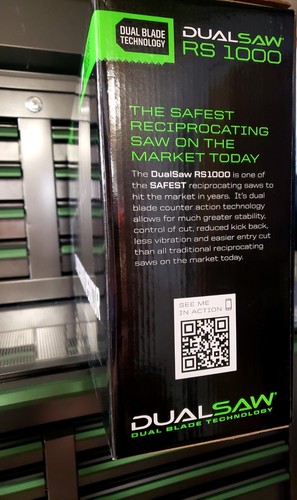 DUAL BLADE
TECHNOLOGY
DUALSAW
RS 1000
THE SAFEST
RECIPROCATING
SAW ON THE
MARKET TODAY
The DualSaw RS1000 is one of
the SAFEST reciprocating saws to
hit the market in years. It's dual
blade counter action technology
allows for much greater stability,
control of cut, reduced kick back,
less vibration and easier entry cut
than all traditional reciprocating
saws on the market today.
SEE ME
IN ACTION
DUALSAW
DUAL BLADE TECHNOLOGY